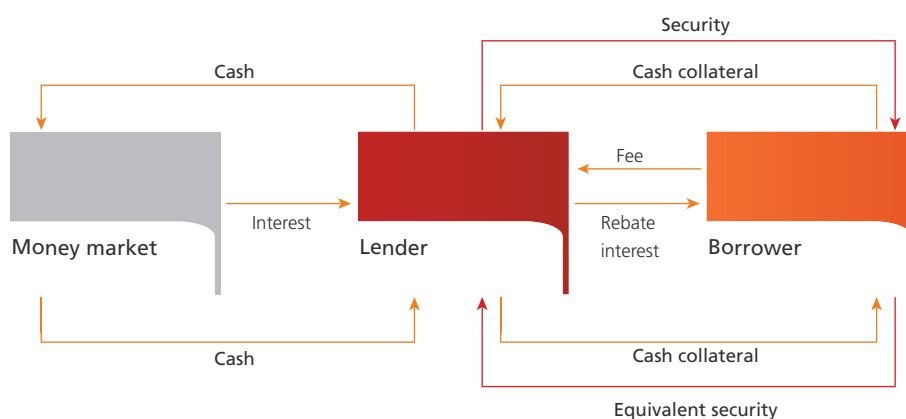 Security
Cash
Cash collateral
Fee
Interest
Rebate
interest
Money market
Lender
Borrower
Cash
Cash collateral
Equivalent security